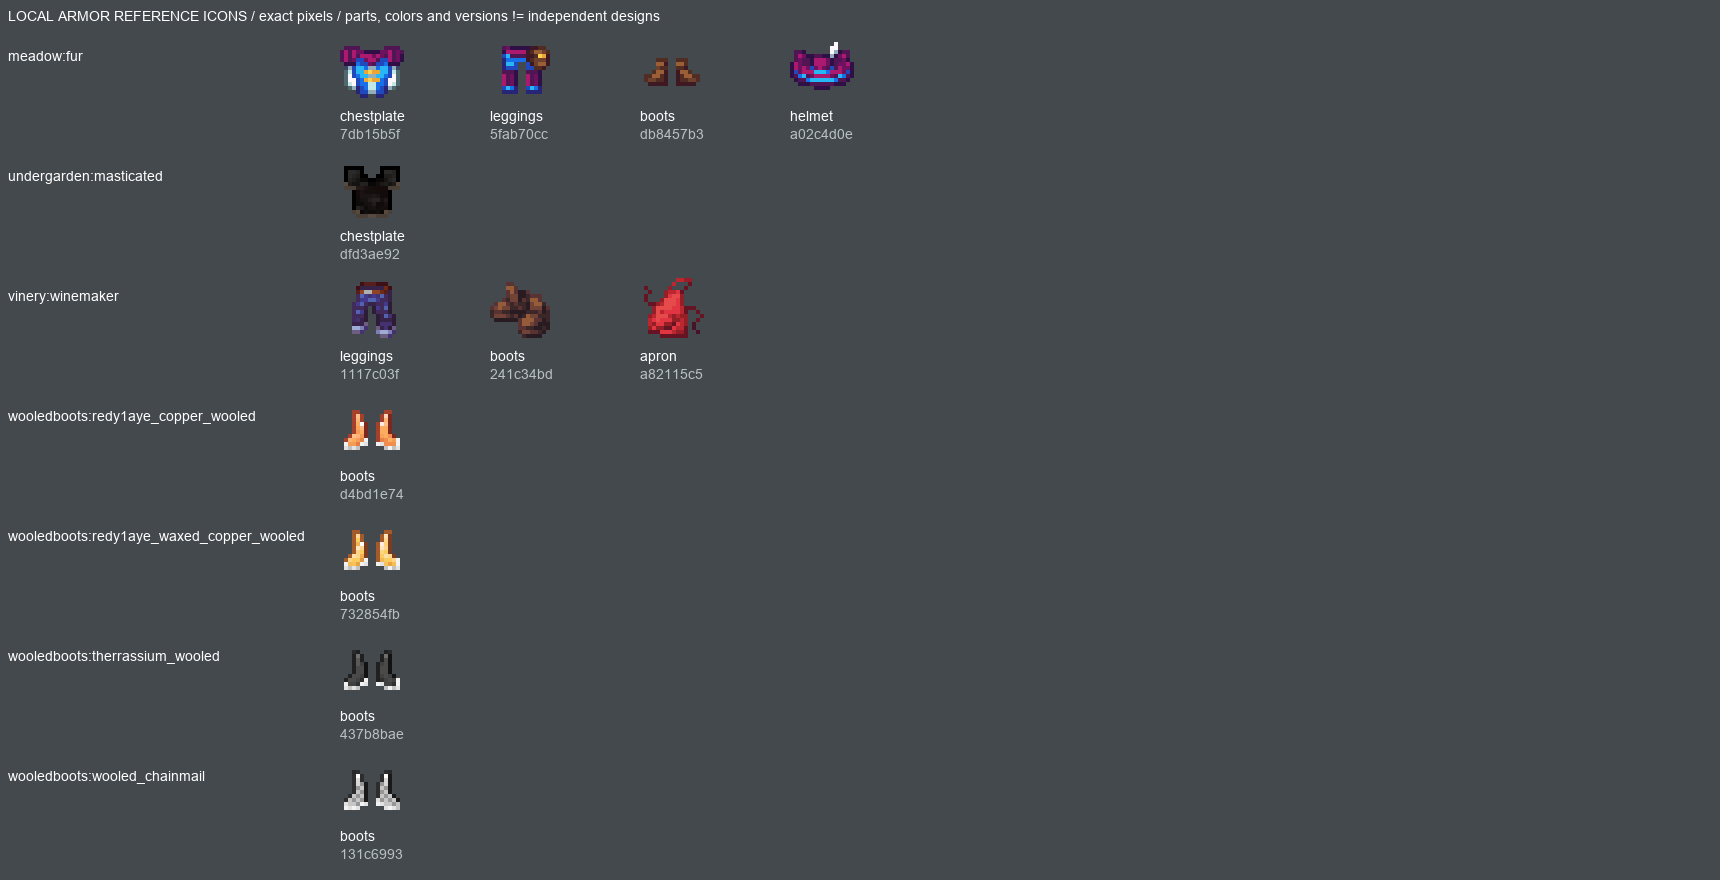 LOCAL ARMOR REFERENCE ICONS / exact pixels / parts, colors and versions != independent designs
meadow:fur
chestplate leggings boots helmet
7db15b5f 5fab70cc db8457b3 a02c4d0e
undergarden:masticated
chestplate
dfd3ae92
vinery:winemaker
leggings boots apron
1117c03f 241c34bd a82115c5
wooledboots:redy1aye_copper_wooled
boots
d4bd1e74
wooledboots:redy1aye_waxed_copper_wooled
boots
732854fb
wooledboots:therrassium_wooled
boots
437b8bae
wooledboots:wooled_chainmail
boots
131c6993